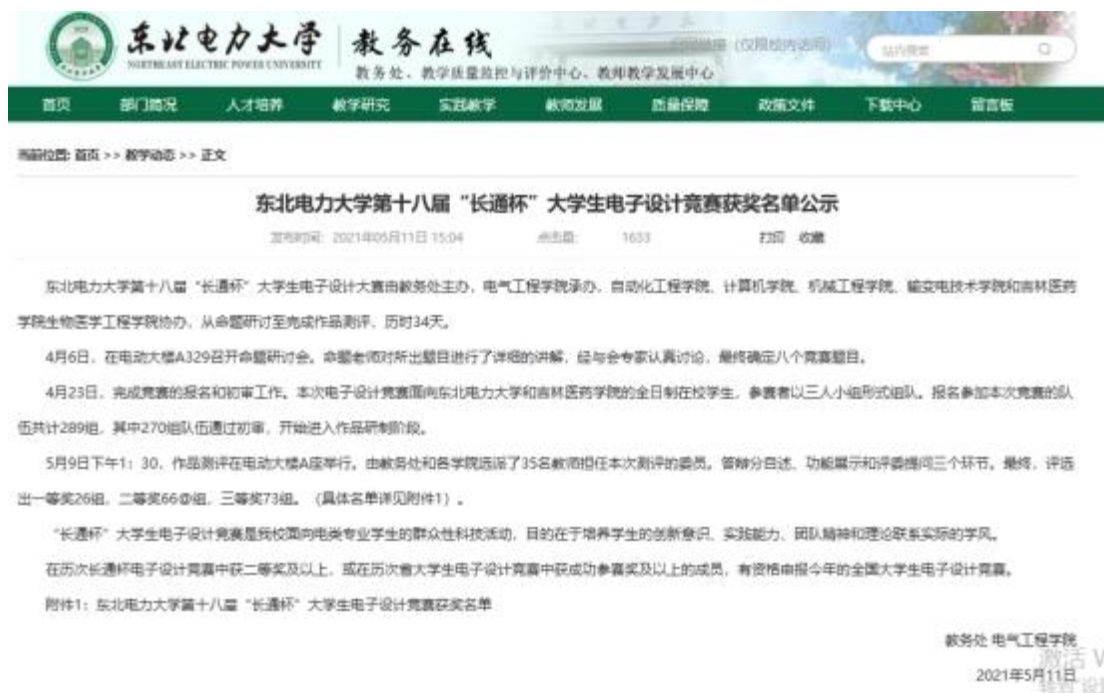 东北电力大学
NORTHEAST ELECTRIC POWER UNIVERSITY
教务在线
教务处、教学质量监控与评价中心、教师教学发展中心
(仅限校内访问)
站内搜索
首页 部门简况 人才培养 教学研究 实践教学 教师发展 质量保障 政策文件 下载中心 留言板
当前位置: 首页 >> 教学动态 >> 正文
东北电力大学第十八届“长通杯”大学生电子设计竞赛获奖名单公示
发布时间: 2021年05月11日 15:04 点击量: 1633 打印 收藏
东北电力大学第十八届“长通杯”大学生电子设计大赛由教务处主办，电气工程学院承办，自动化工程学院、计算机学院、机械工程学院、输变电技术学院和吉林医药
学院生物医学工程学院协办，从命题研讨至完成作品测评，历时34天。
4月6日，在电动大楼A329召开命题研讨会。命题老师对所出题目进行了详细的讲解，经与会专家认真讨论，最终确定八个竞赛题目。
4月23日，完成竞赛的报名和初审工作。本次电子设计竞赛面向东北电力大学和吉林医药学院的全日制在校学生，参赛者以三人小组形式组队。报名参加本次竞赛的队
伍共计289组，其中270组队伍通过初审，开始进入作品研制阶段。
5月9日下午1：30，作品测评在电动大楼A座举行。由教务处和各学院选派了35名教师担任本次测评的委员。答辩分自述、功能展示和评委提问三个环节。最终，评选
出一等奖26组，二等奖66@组，三等奖73组。（具体名单详见附件1）。
“长通杯”大学生电子设计竞赛是我校面向电类专业学生的群众性科技活动，目的在于培养学生的创新意识、实践能力、团队精神和理论联系实际的学风。
在历次长通杯电子设计竞赛中获二等奖及以上，或在历次省大学生电子设计竞赛中获成功参赛奖及以上的成员，有资格申报今年的全国大学生电子设计竞赛。
附件1：东北电力大学第十八届“长通杯”大学生电子设计竞赛获奖名单
教务处 电气工程学院
2021年5月11日
激活 V
转到"设置